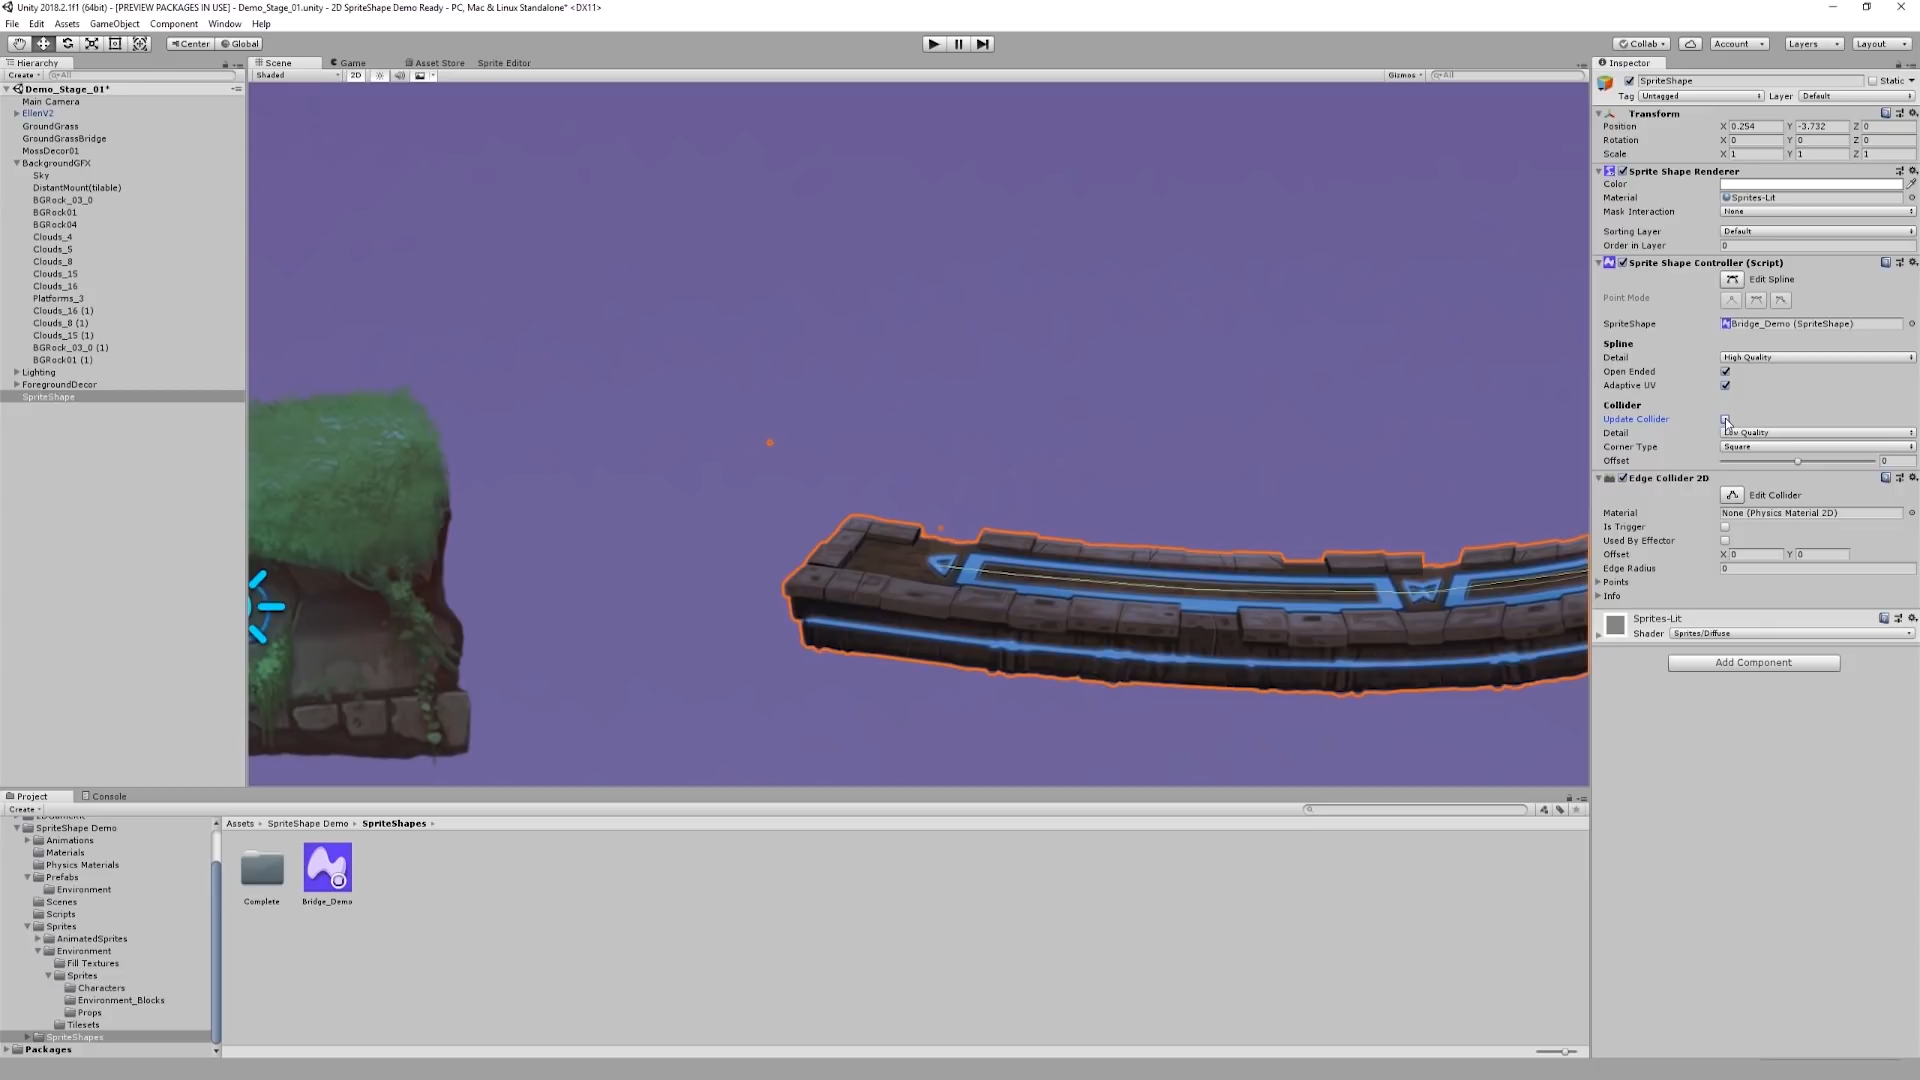 Unity 2018.2.1f1 (64bit) - [PREVIEW PACKAGES IN USE] - Demo_Stage_01.unity - 2D SpriteShape Demo Ready - PC, Mac & Linux Standalone* <DX11>
File Edit Assets GameObject Component Window Help
Center Global Collab Account Layers Layout
Hierarchy
Create All
Demo_Stage_01*
Main Camera
EllenV2
GroundGrass
GroundGrassBridge
MossDecor01
BackgroundGFX
Sky
DistantMount(tilable)
BGRock_03_0
BGRock01
BGRock04
Clouds_4
Clouds_5
Clouds_8
Clouds_15
Clouds_16
Platforms_3
Clouds_16 (1)
Clouds_8 (1)
Clouds_15 (1)
BGRock_03_0 (1)
BGRock01 (1)
Lighting
ForegroundDecor
SpriteShape
Scene Game Asset Store Sprite Editor
Shaded 2D Gizmos All
Inspector
SpriteShape Static
Tag Untagged Layer Default
Transform
Position X 0.254 Y -3.732 Z 0
Rotation X 0 Y 0 Z 0
Scale X 1 Y 1 Z 1
Sprite Shape Renderer
Color
Material Sprites-Lit
Mask Interaction None
Sorting Layer Default
Order in Layer 0
Sprite Shape Controller (Script)
Edit Spline
Point Mode
SpriteShape Bridge_Demo (SpriteShape)
Spline
Detail High Quality
Open Ended
Adaptive UV
Collider
Update Collider
Detail Low Quality
Corner Type Square
Offset 0
Edge Collider 2D
Edit Collider
Material None (Physics Material 2D)
Is Trigger
Used By Effector
Offset X 0 Y 0
Edge Radius 0
Points
Info
Sprites-Lit
Shader Sprites/Diffuse
Add Component
Project Console
Create
SpriteShape Demo
Animations
Materials
Physics Materials
Prefabs
Environment
Scenes
Scripts
Sprites
AnimatedSprites
Environment
Fill Textures
Sprites
Characters
Environment_Blocks
Props
Tilesets
SpriteShapes
Packages
Assets SpriteShape Demo SpriteShapes
Complete Bridge_Demo